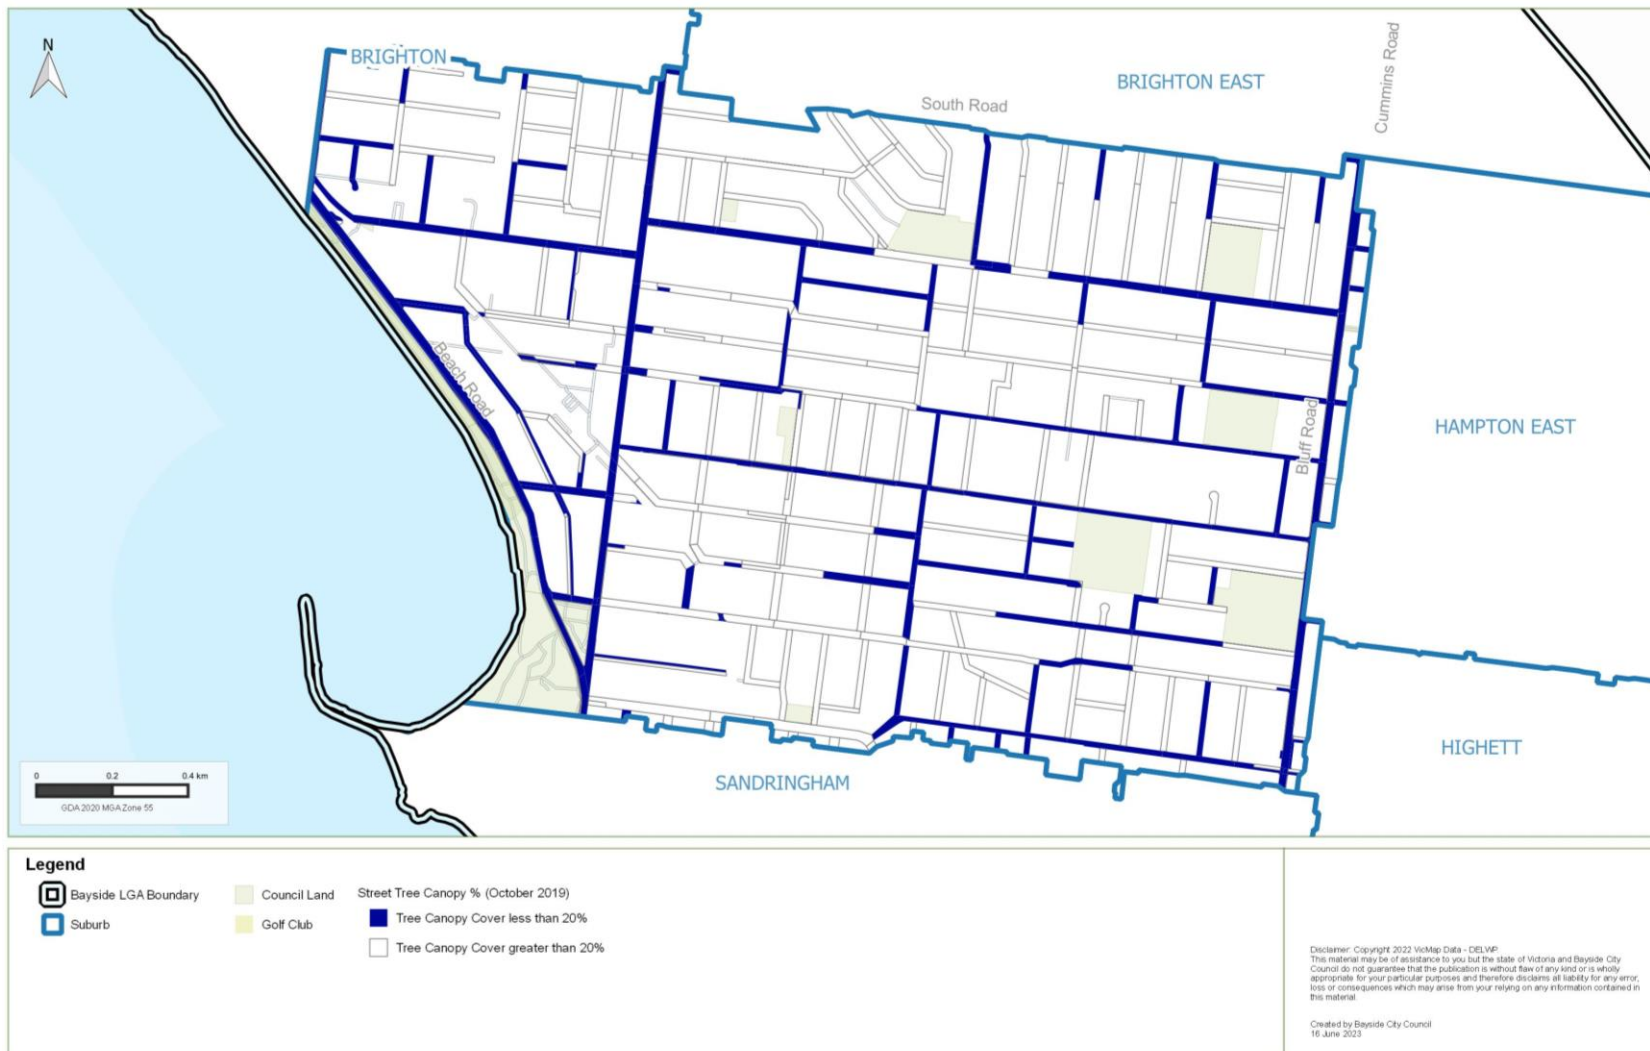 N
BRIGHTON
BRIGHTON EAST
South Road
Cummins Road
Beach Road
Bluff Road
HAMPTON EAST
HIGHETT
SANDRINGHAM
0 0.2 0.4 km
GDA 2020 MGA Zone 55
Legend
Bayside LGA Boundary
Suburb
Council Land
Golf Club
Street Tree Canopy % (October 2019)
Tree Canopy Cover less than 20%
Tree Canopy Cover greater than 20%
Disclaimer: Copyright 2022 VicMap Data - DELWP
This material may be of assistance to you but the state of Victoria and Bayside City
Council do not guarantee that the publication is without flaw of any kind or is wholly
appropriate for your particular purposes and therefore disclaims all liability for any error,
loss or consequences which may arise from your relying on any information contained in
this material.
Created by Bayside City Council
16 June 2023